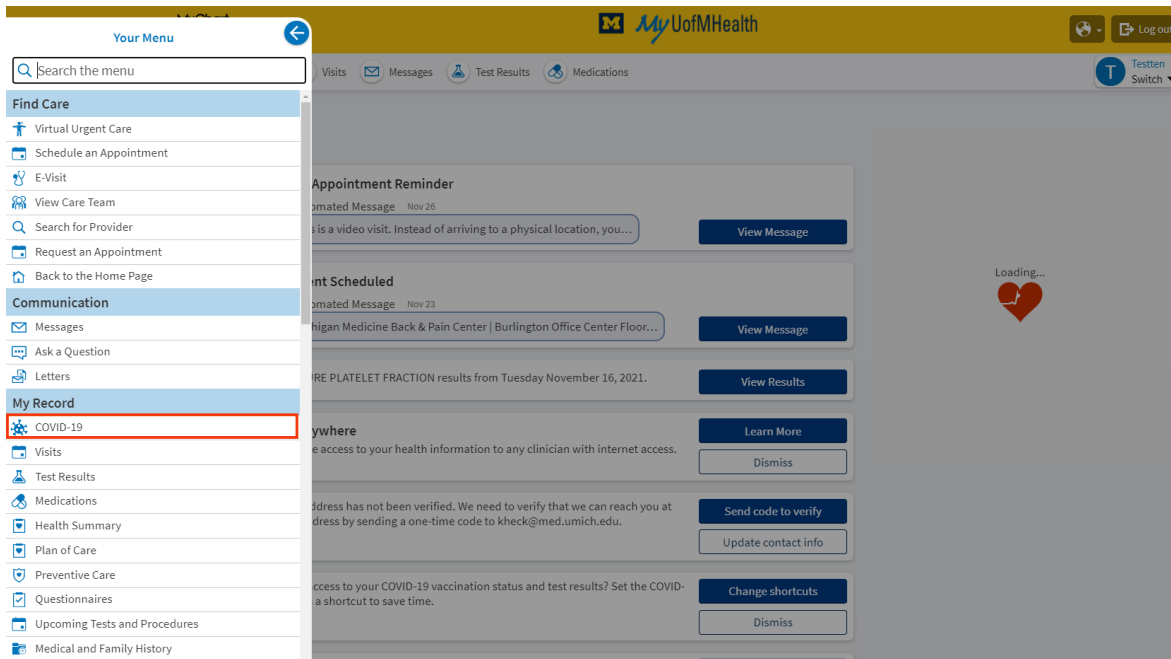 Your Menu
Search the menu
Find Care
Virtual Urgent Care
Schedule an Appointment
E-Visit
View Care Team
Search for Provider
Request an Appointment
Back to the Home Page
Communication
Messages
Ask a Question
Letters
My Record
COVID-19
Visits
Test Results
Medications
Health Summary
Plan of Care
Preventive Care
Questionnaires
Upcoming Tests and Procedures
Medical and Family History
M My UofMHealth
Log out
Visits Messages Test Results Medications
T Testten
Switch
Appointment Reminder
omated Message Nov 26
is a video visit. Instead of arriving to a physical location, you...
View Message
ent Scheduled
omated Message Nov 23
higan Medicine Back & Pain Center | Burlington Office Center Floor...
View Message
URE PLATELET FRACTION results from Tuesday November 16, 2021.
View Results
ywhere
e access to your health information to any clinician with internet access.
Learn More
Dismiss
ddress has not been verified. We need to verify that we can reach you at
dress by sending a one-time code to kheck@med.umich.edu.
Send code to verify
Update contact info
ccess to your COVID-19 vaccination status and test results? Set the COVID-
a shortcut to save time.
Change shortcuts
Dismiss
Loading...